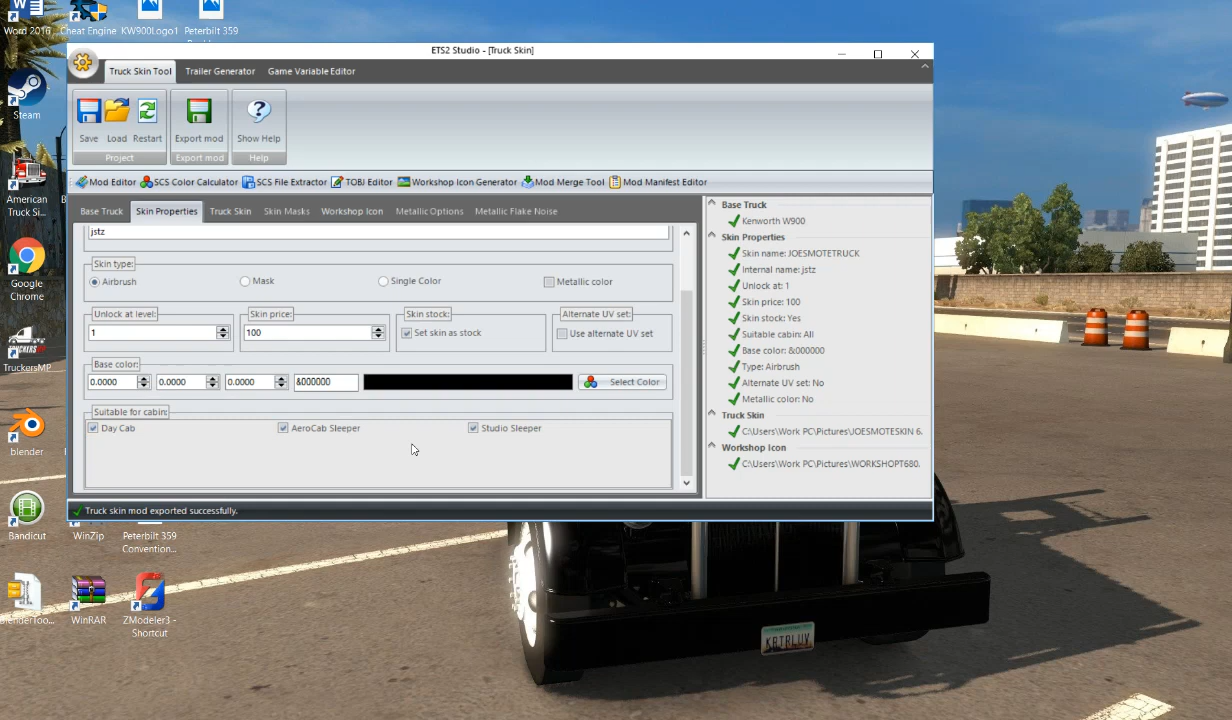 Word 2016
Cheat Engine
KW900Logo1
Peterbilt 359
ETS2 Studio - [Truck Skin]
Truck Skin Tool
Trailer Generator
Game Variable Editor
Save
Load
Restart
Export mod
Show Help
Project
Export mod
Help
Mod Editor
SCS Color Calculator
SCS File Extractor
TOBJ Editor
Workshop Icon Generator
Mod Merge Tool
Mod Manifest Editor
Base Truck
Skin Properties
Truck Skin
Skin Masks
Workshop Icon
Metallic Options
Metallic Flake Noise
jstz
Skin type:
Airbrush
Mask
Single Color
Metallic color
Unlock at level:
Skin price:
Skin stock:
Alternate UV set:
1
100
Set skin as stock
Use alternate UV set
Base color:
0.0000
0.0000
0.0000
&000000
Select Color
Suitable for cabin:
Day Cab
AeroCab Sleeper
Studio Sleeper
Truck skin mod exported successfully.
Base Truck
Kenworth W900
Skin Properties
Skin name: JOESMOTETRUCK
Internal name: jstz
Unlock at: 1
Skin price: 100
Skin stock: Yes
Suitable cabin: All
Base color: &000000
Type: Airbrush
Alternate UV set: No
Metallic color: No
Truck Skin
C:\Users\Work PC\Pictures\JOESMOTESKIN 6.
Workshop Icon
C:\Users\Work PC\Pictures\WORKSHOPT680.
Steam
American
Truck Si...
Google
Chrome
TruckersMP
blender
Bandicut
WinZip
Peterbilt 359
Convention...
BlenderToo...
WinRAR
ZModeler3 -
Shortcut
KBTRLUV